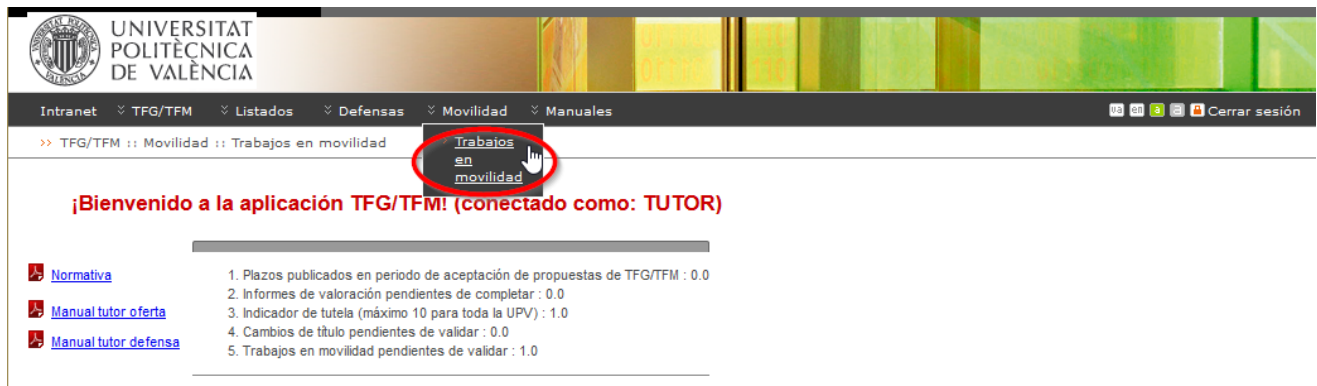 UNIVERSITAT
POLITÈCNICA
DE VALÈNCIA
Intranet TFG/TFM Listados Defensas Movilidad Manuales va en a a Cerrar sesión
>> TFG/TFM :: Movilidad :: Trabajos en movilidad
Trabajos
en
movilidad
¡Bienvenido a la aplicación TFG/TFM! (conectado como: TUTOR)
Normativa
Manual tutor oferta
Manual tutor defensa
1. Plazos publicados en periodo de aceptación de propuestas de TFG/TFM : 0.0
2. Informes de valoración pendientes de completar : 0.0
3. Indicador de tutela (máximo 10 para toda la UPV) : 1.0
4. Cambios de título pendientes de validar : 0.0
5. Trabajos en movilidad pendientes de validar : 1.0